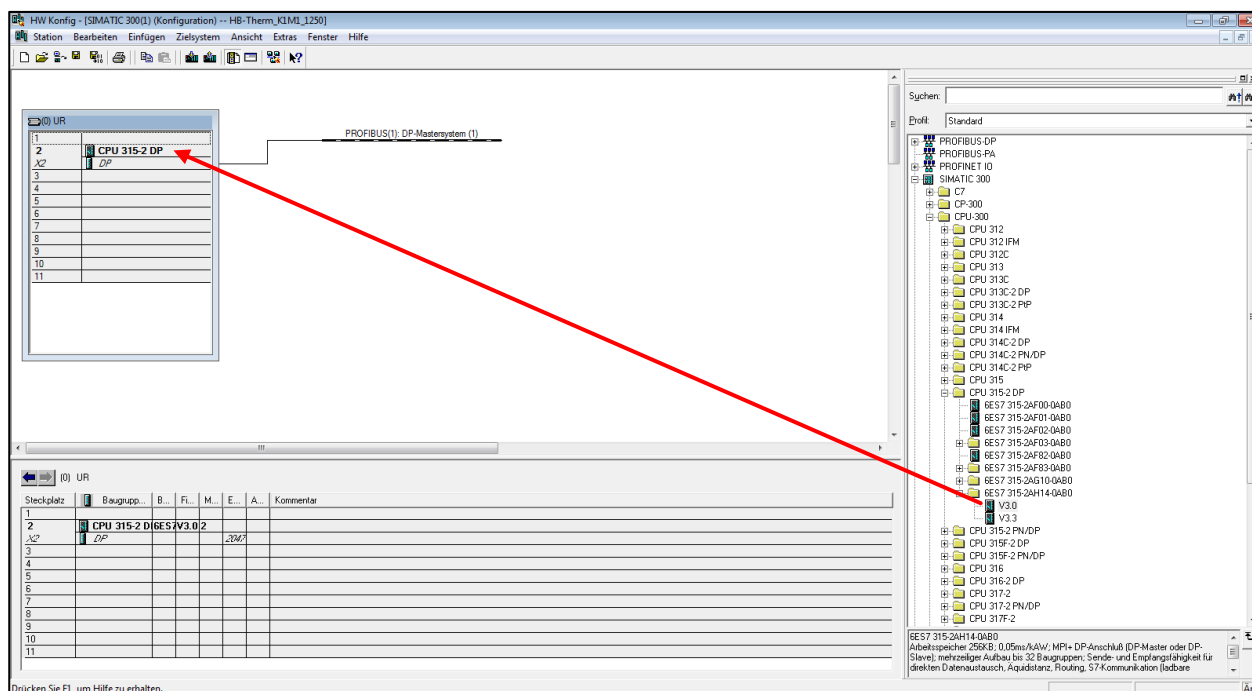 HW Konfig - [SIMATIC 300(1) (Konfiguration) -- HB-Therm_K1M1_1250]
Station Bearbeiten Einfügen Zielsystem Ansicht Extras Fenster Hilfe
(0) UR
1
2 CPU 315-2 DP
X2 DP
3
4
5
6
7
8
9
10
11
PROFIBUS(1): DP-Mastersystem (1)
(0) UR
Steckplatz Baugrupp... B... Fi... M... E... A... Kommentar
1
2 CPU 315-2 D 6ES7 V3.0 2
X2 DP 2047
3
4
5
6
7
8
9
10
11
Suchen:
Profil: Standard
PROFIBUS-DP
PROFIBUS-PA
PROFINET IO
SIMATIC 300
C7
CP-300
CPU-300
CPU 312
CPU 312 IFM
CPU 312C
CPU 313
CPU 313C
CPU 313C-2 DP
CPU 313C-2 PtP
CPU 314
CPU 314 IFM
CPU 314C-2 DP
CPU 314C-2 PN/DP
CPU 314C-2 PtP
CPU 315
CPU 315-2 DP
6ES7 315-2AF00-0AB0
6ES7 315-2AF01-0AB0
6ES7 315-2AF02-0AB0
6ES7 315-2AF03-0AB0
6ES7 315-2AF82-0AB0
6ES7 315-2AF83-0AB0
6ES7 315-2AG10-0AB0
6ES7 315-2AH14-0AB0
V3.0
V3.3
CPU 315-2 PN/DP
CPU 315F-2 DP
CPU 315F-2 PN/DP
CPU 316
CPU 316-2 DP
CPU 317-2
CPU 317-2 PN/DP
CPU 317F-2
6ES7 315-2AH14-0AB0
Arbeitsspeicher 256KB; 0,05ms/kAW; MPI+ DP-Anschluß (DP-Master oder DP-
Slave); mehrzeiliger Aufbau bis 32 Baugruppen; Sende- und Empfangsfähigkeit für
direkten Datenaustausch, Äquidistanz, Routing, S7-Kommunikation (ladbare
Drücken Sie F1, um Hilfe zu erhalten.